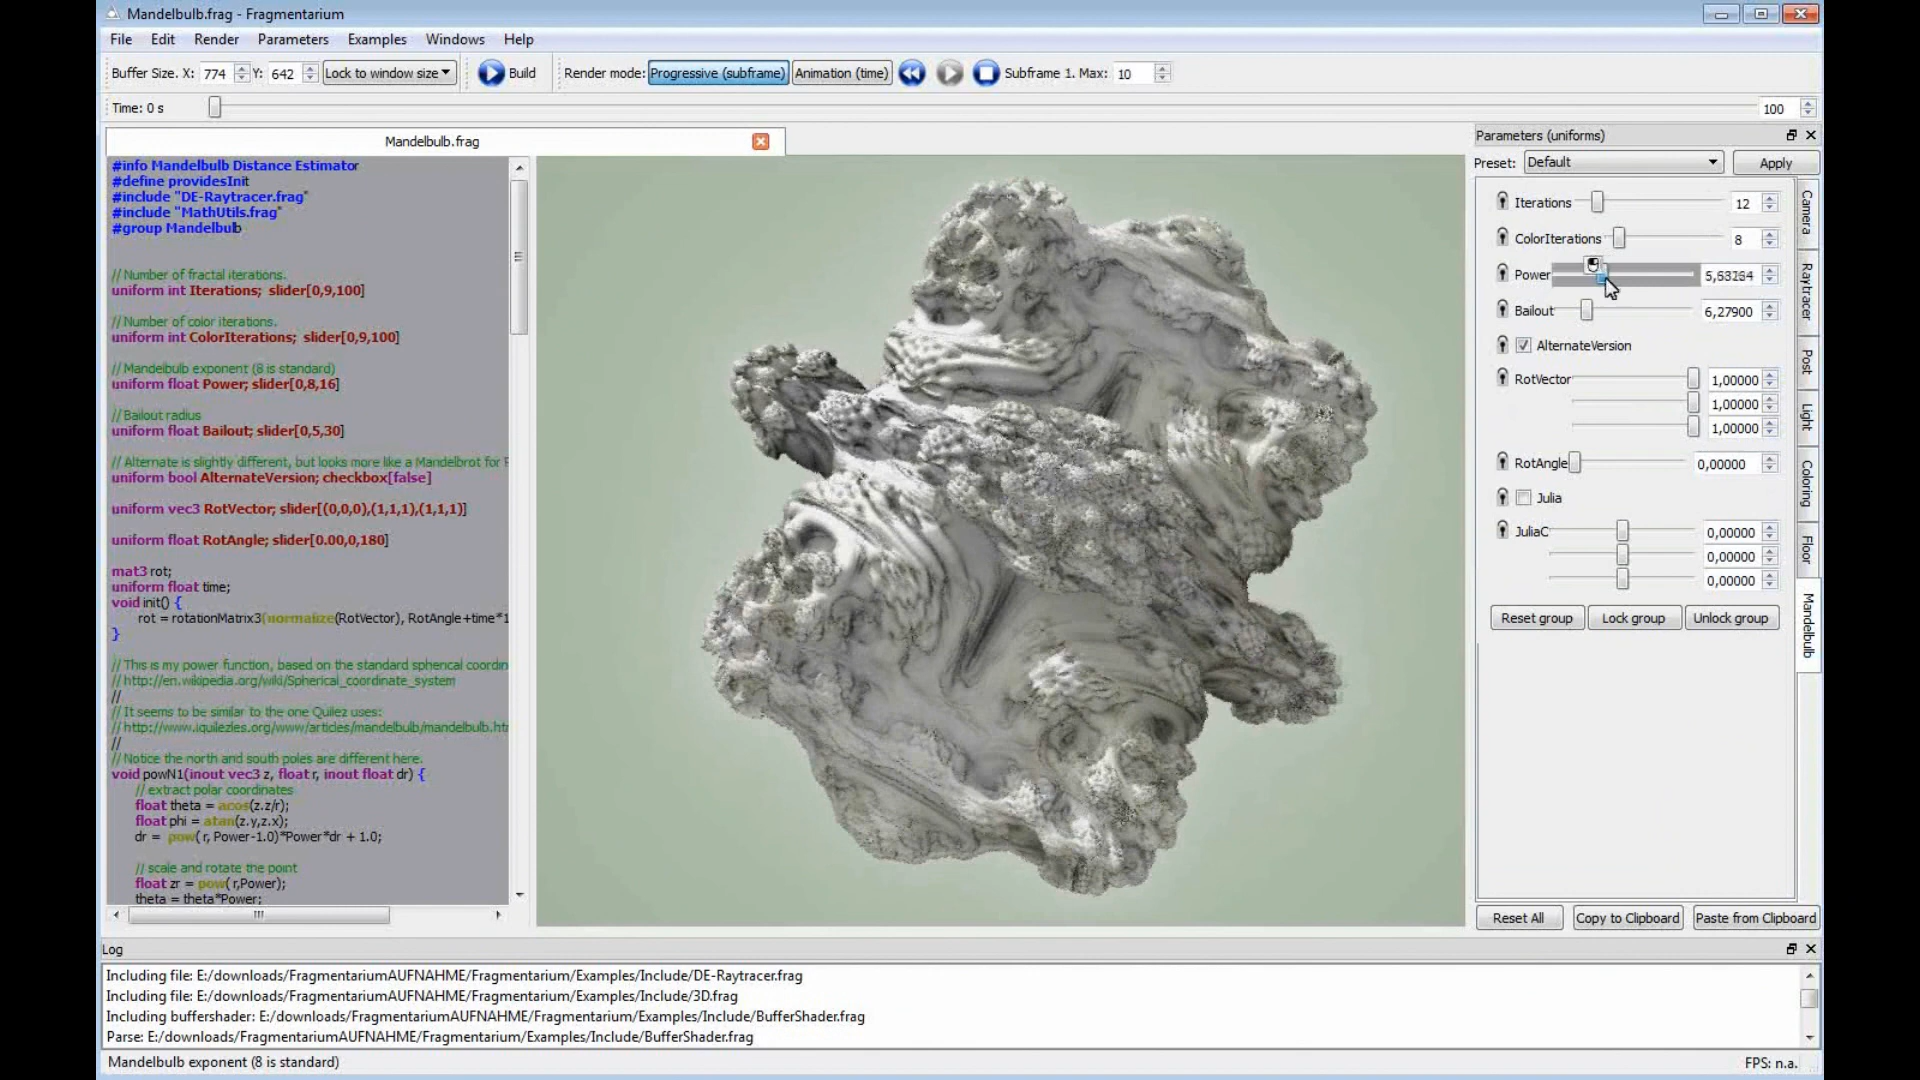 Mandelbulb.frag - Fragmentarium
File Edit Render Parameters Examples Windows Help
Buffer Size. X: 774 Y: 642 Lock to window size Build Render mode: Progressive (subframe) Animation (time) Subframe 1. Max: 10
Time: 0 s 100
Mandelbulb.frag
#info Mandelbulb Distance Estimator
#define providesInit
#include "DE-Raytracer.frag"
#include "MathUtils.frag"
#group Mandelbulb
// Number of fractal iterations.
uniform int Iterations; slider[0,9,100]
// Number of color iterations.
uniform int ColorIterations; slider[0,9,100]
// Mandelbulb exponent (8 is standard)
uniform float Power; slider[0,8,16]
// Bailout radius
uniform float Bailout; slider[0,5,30]
// Alternate is slightly different, but looks more like a Mandelbrot for
uniform bool AlternateVersion; checkbox[false]
uniform vec3 RotVector; slider[(0,0,0),(1,1,1),(1,1,1)]
uniform float RotAngle; slider[0.00,0,180]
mat3 rot;
uniform float time;
void init() {
rot = rotationMatrix3(normalize(RotVector), RotAngle+time*1
}
// This is my power function, based on the standard spherical coordin
// http://en.wikipedia.org/wiki/Spherical_coordinate_system
//
// It seems to be similar to the one Quilez uses:
// http://www.iquilezles.org/www/articles/mandelbulb/mandelbulb.ht
//
// Notice the north and south poles are different here.
void powN1(inout vec3 z, float r, inout float dr) {
// extract polar coordinates
float theta = acos(z.z/r);
float phi = atan(z.y,z.x);
dr = pow( r, Power-1.0)*Power*dr + 1.0;
// scale and rotate the point
float zr = pow( r,Power);
theta = theta*Power;
Parameters (uniforms)
Preset: Default Apply
Iterations 12
ColorIterations 8
Power
Bailout 6,27900
AlternateVersion
RotVector 1,00000
1,00000
1,00000
RotAngle 0,00000
Julia
JuliaC 0,00000
0,00000
0,00000
Reset group Lock group Unlock group
Camera
Raytracer
Post
Light
Coloring
Floor
Mandelbulb
Reset All Copy to Clipboard Paste from Clipboard
Log
Including file: E:/downloads/FragmentariumAUFNAHME/Fragmentarium/Examples/Include/DE-Raytracer.frag
Including file: E:/downloads/FragmentariumAUFNAHME/Fragmentarium/Examples/Include/3D.frag
Including buffershader: E:/downloads/FragmentariumAUFNAHME/Fragmentarium/Examples/Include/BufferShader.frag
Parse: E:/downloads/FragmentariumAUFNAHME/Fragmentarium/Examples/Include/BufferShader.frag
Mandelbulb exponent (8 is standard) FPS: n.a.